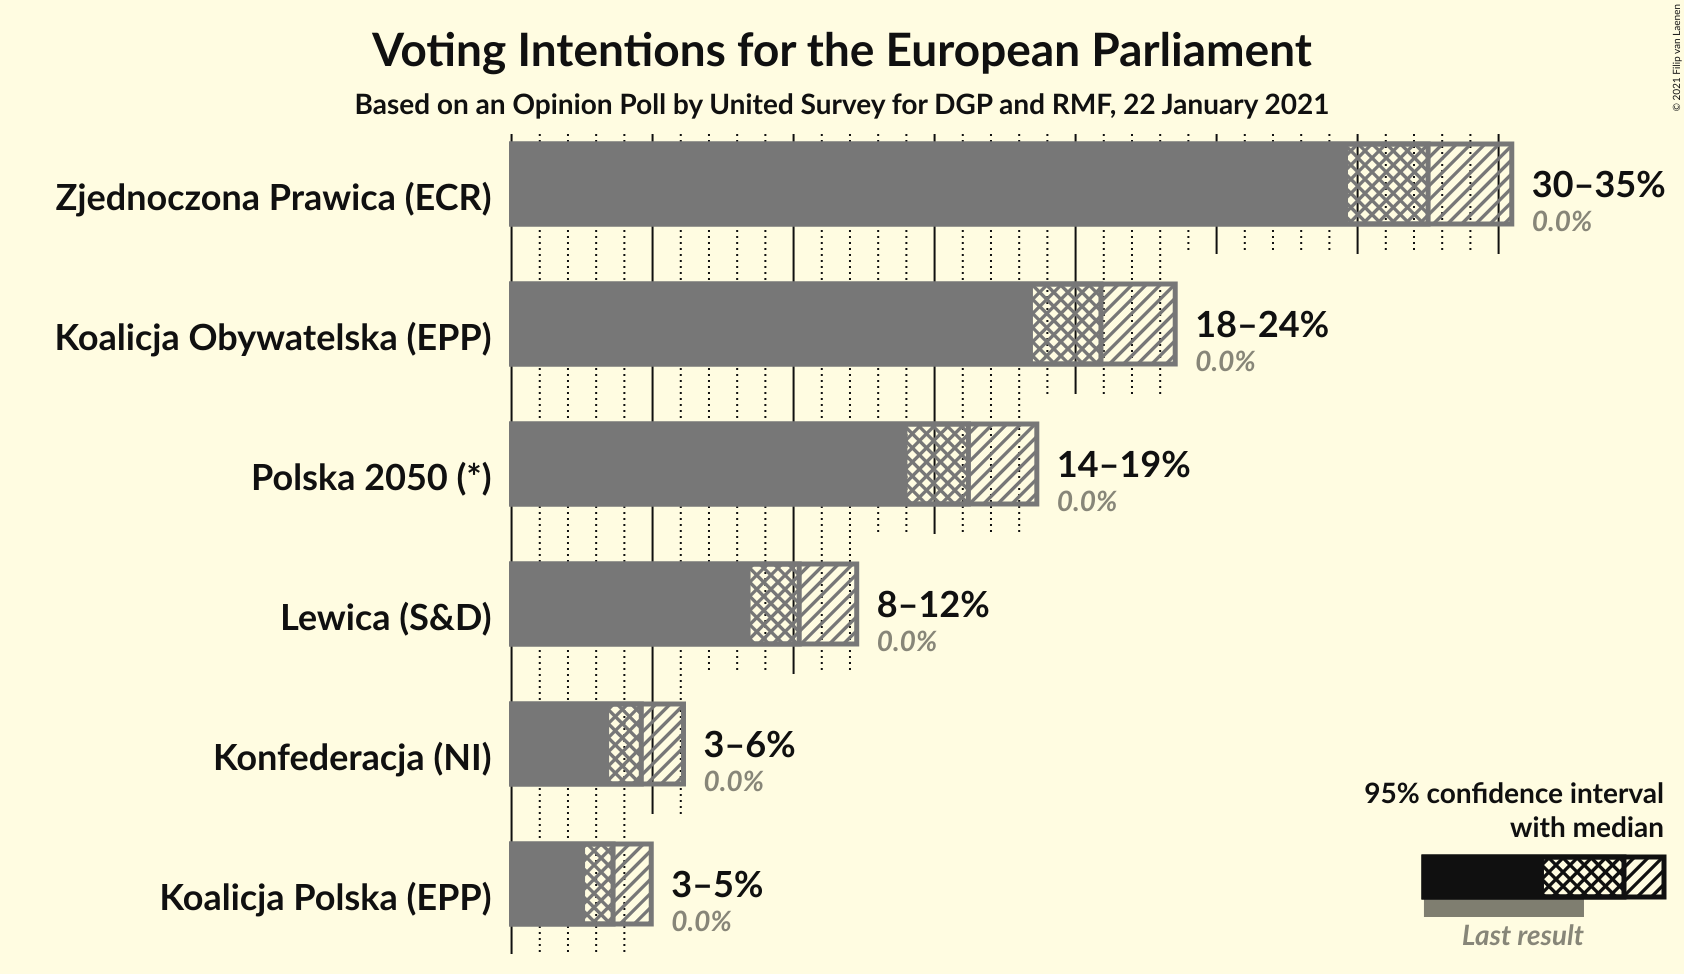 Voting Intentions for the European Parliament
Based on an Opinion Poll by United Survey for DGP and RMF, 22 January 2021
© 2021 Filip van Laenen
Zjednoczona Prawica (ECR)
30–35%
0.0%
Koalicja Obywatelska (EPP)
18–24%
0.0%
Polska 2050 (*)
14–19%
0.0%
Lewica (S&D)
8–12%
0.0%
Konfederacja (NI)
3–6%
0.0%
Koalicja Polska (EPP)
3–5%
0.0%
95% confidence interval
with median
Last result